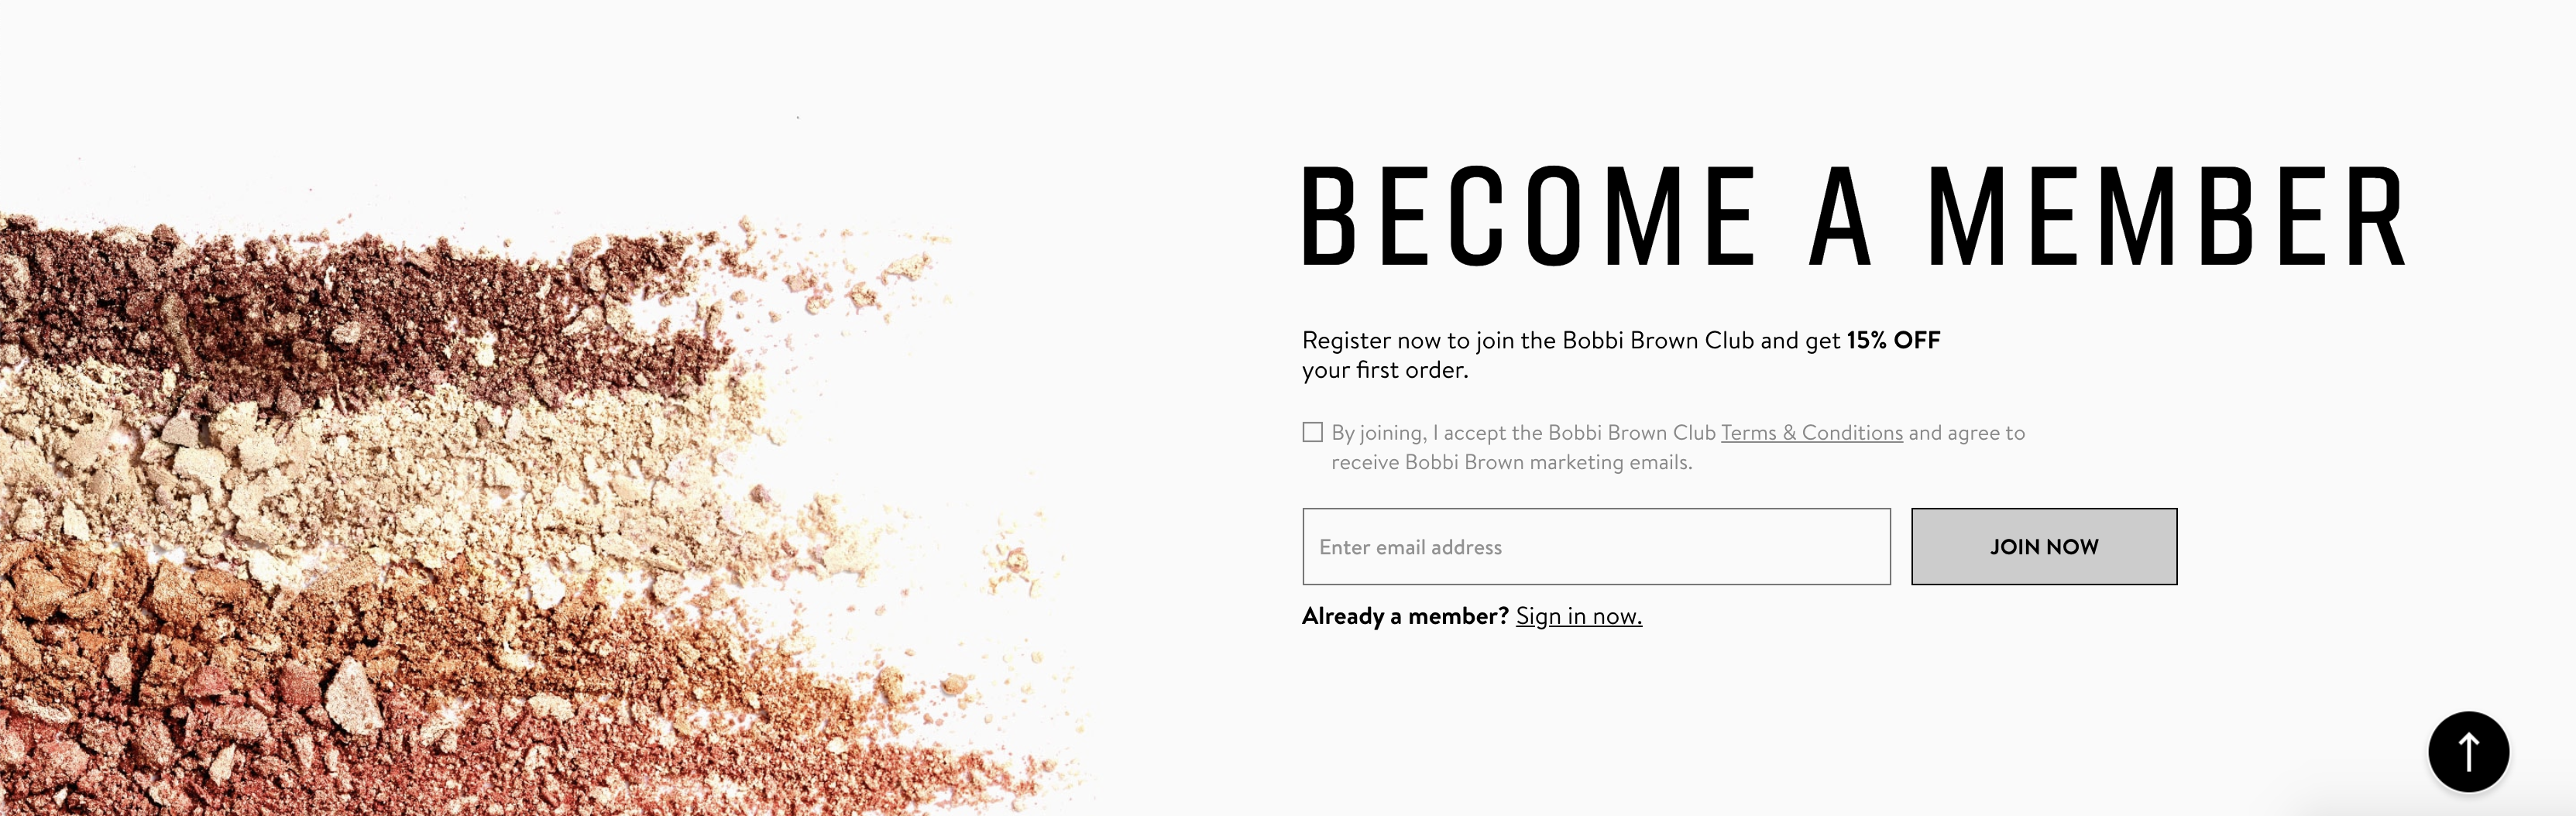 BECOME A MEMBER
Register now to join the Bobbi Brown Club and get 15% OFF
your first order.
By joining, I accept the Bobbi Brown Club Terms & Conditions and agree to
receive Bobbi Brown marketing emails.
Enter email address
JOIN NOW
Already a member? Sign in now.